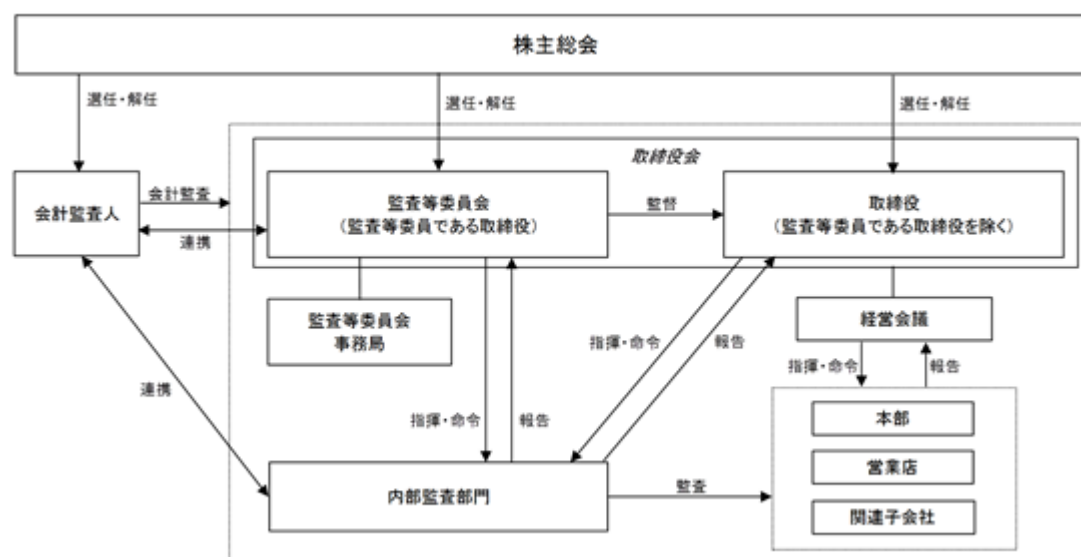 株主総会
選任・解任
選任・解任
選任・解任
取締役会
会計監査人
会計監査
連携
監査等委員会
(監査等委員である取締役)
監督
取締役
(監査等委員である取締役を除く)
監査等委員会
事務局
経営会議
指揮・命令
報告
指揮・命令
報告
連携
指揮・命令
報告
本部
営業店
関連子会社
内部監査部門
監査